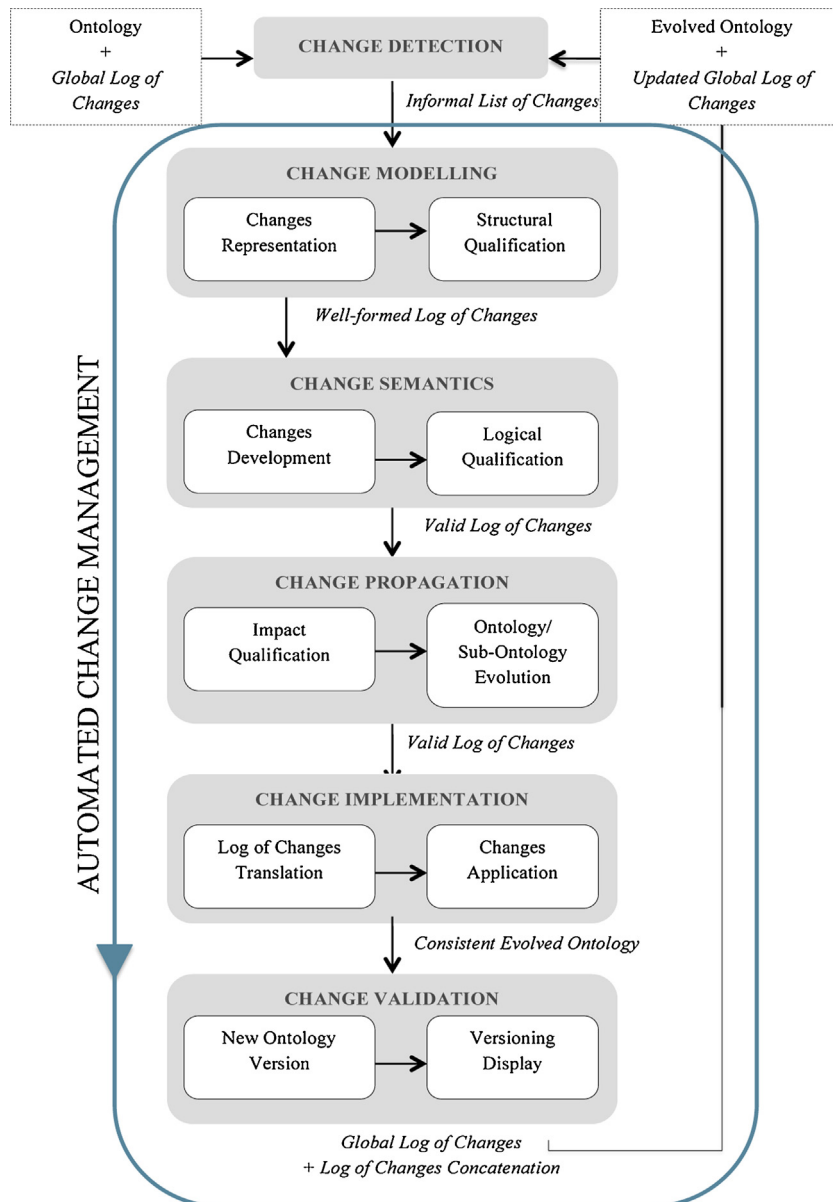 Ontology
+
Global Log of
Changes
CHANGE DETECTION
Evolved Ontology
+
Updated Global Log of
Changes
Informal List of Changes
CHANGE MODELLING
Changes
Representation
Structural
Qualification
Well-formed Log of Changes
CHANGE SEMANTICS
Changes
Development
Logical
Qualification
Valid Log of Changes
CHANGE PROPAGATION
Impact
Qualification
Ontology/
Sub-Ontology
Evolution
Valid Log of Changes
CHANGE IMPLEMENTATION
Log of Changes
Translation
Changes
Application
Consistent Evolved Ontology
CHANGE VALIDATION
New Ontology
Version
Versioning
Display
Global Log of Changes
+ Log of Changes Concatenation
AUTOMATED CHANGE MANAGEMENT